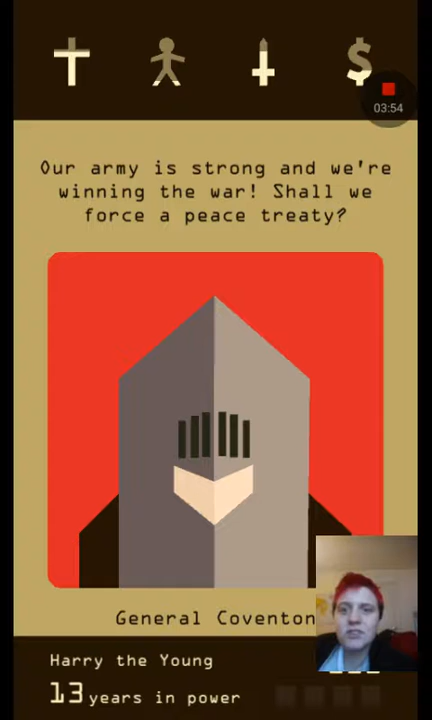 03:54
Our army is strong and we're
winning the war! Shall we
force a peace treaty?
General Coventon
Harry the Young
13 years in power